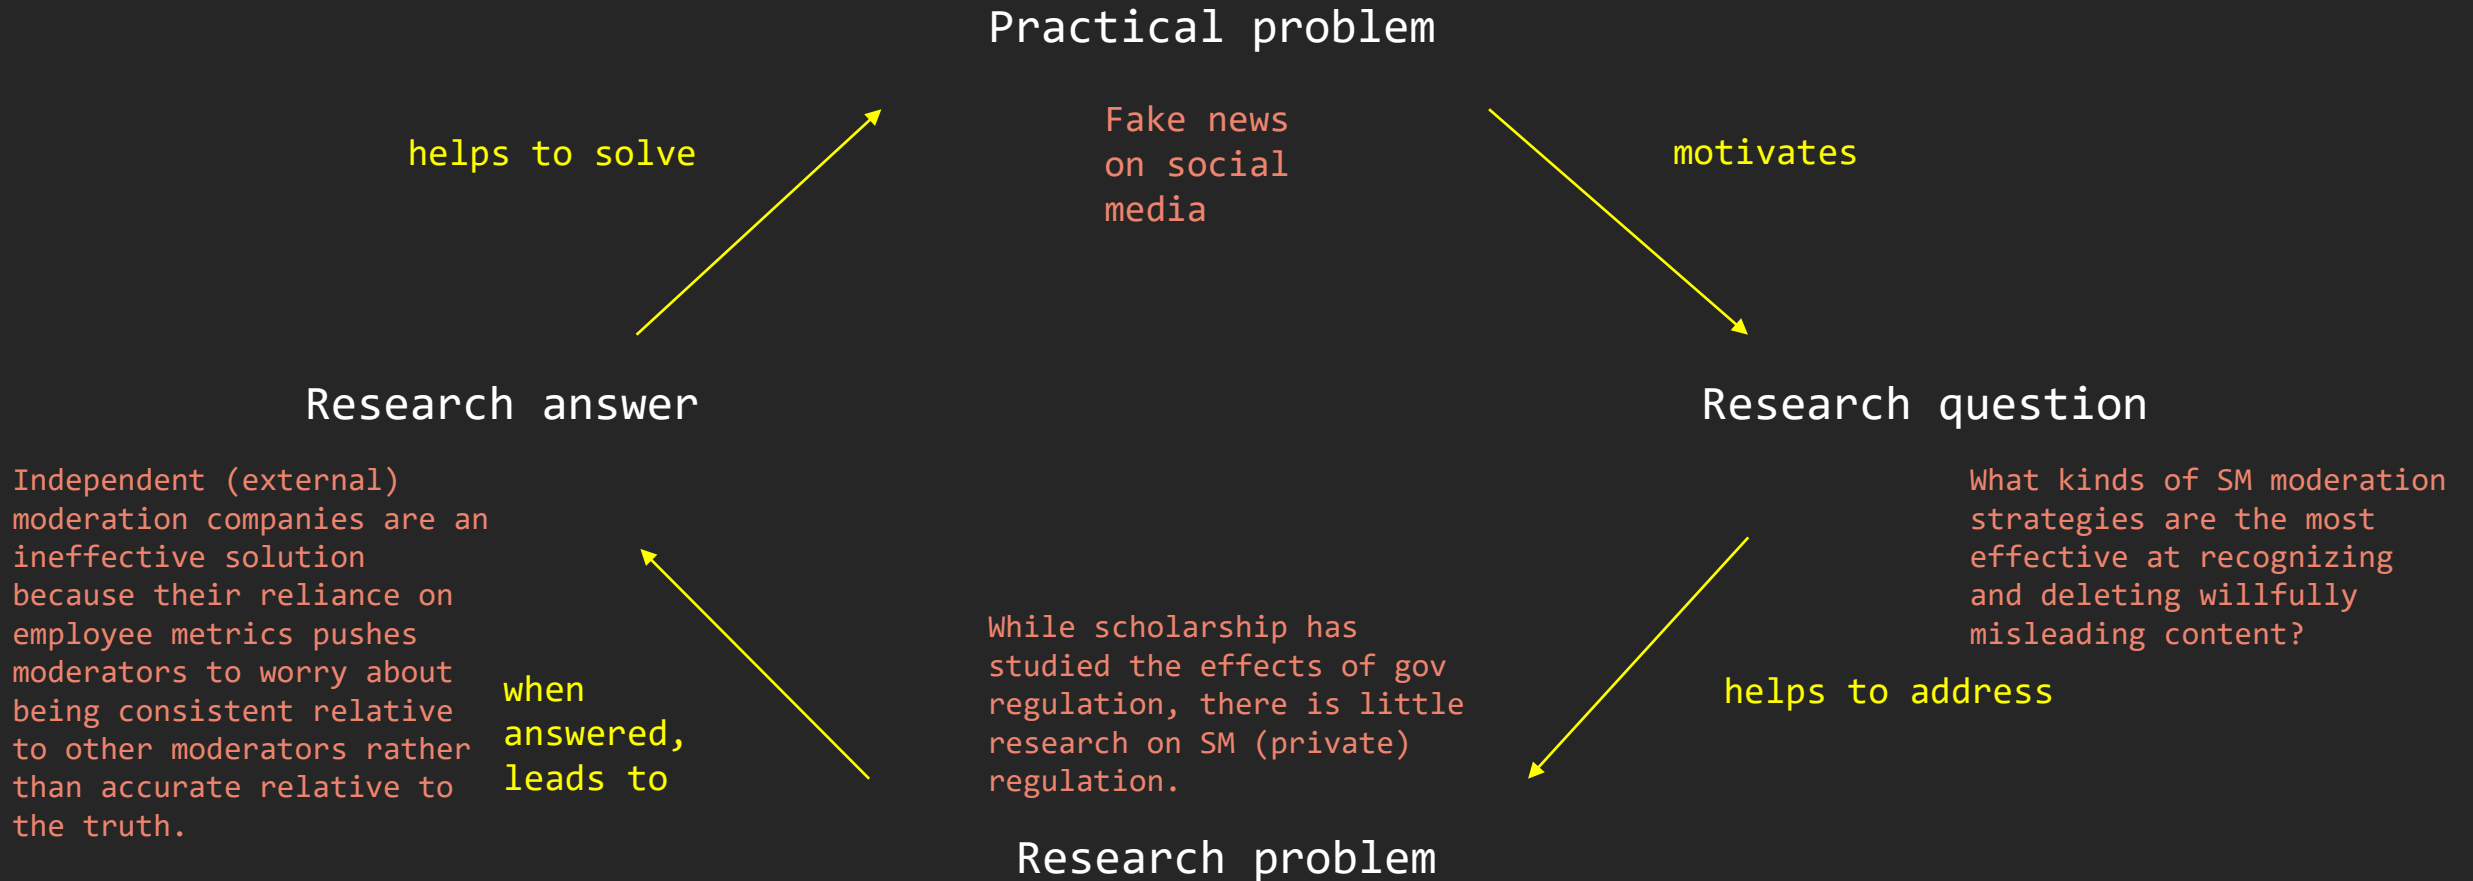 Practical problem
Fake news
on social
media
helps to solve
motivates
Research answer
Research question
Independent (external)
moderation companies are an
ineffective solution
because their reliance on
employee metrics pushes
moderators to worry about
being consistent relative
to other moderators rather
than accurate relative to
the truth.
What kinds of SM moderation
strategies are the most
effective at recognizing
and deleting willfully
misleading content?
when
answered,
leads to
While scholarship has
studied the effects of gov
regulation, there is little
research on SM (private)
regulation.
helps to address
Research problem